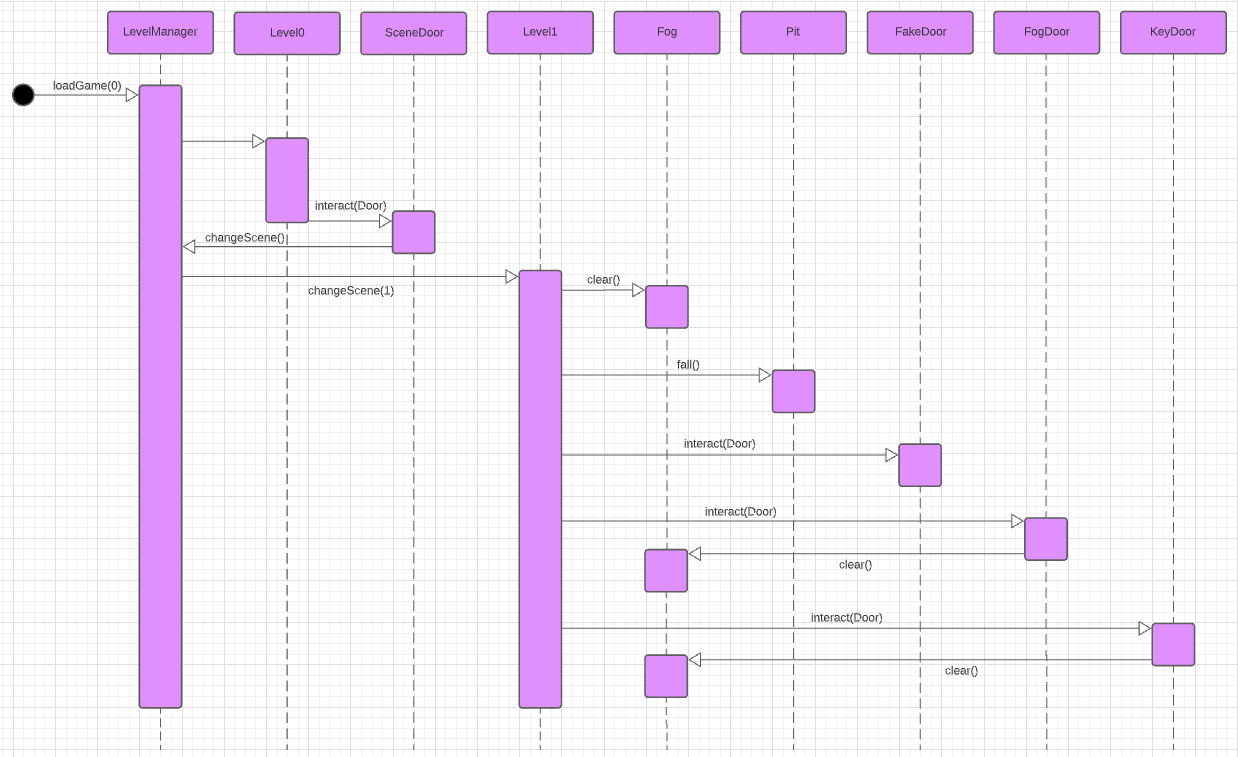 LevelManager
Level0
SceneDoor
Level1
Fog
Pit
FakeDoor
FogDoor
KeyDoor
loadGame(0)
interact(Door)
changeScene()
changeScene(1)
clear()
fall()
interact(Door)
interact(Door)
clear()
interact(Door)
clear()